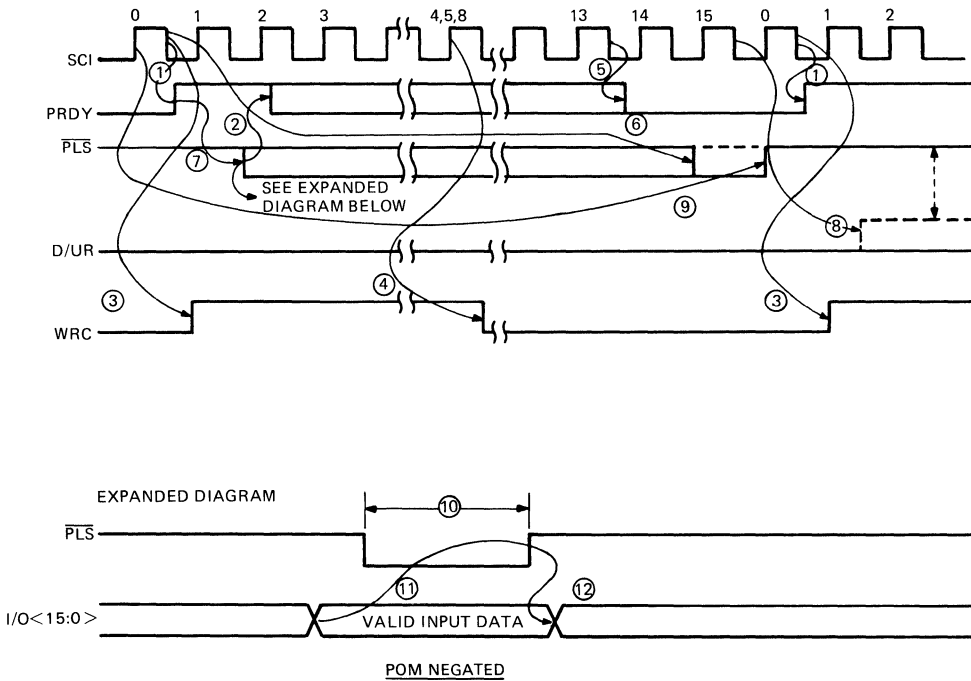 0 1 2 3 4,5,8 13 14 15 0 1 2
SCI
① ⑤ ①
PRDY
② ⑥
PLS
⑦
SEE EXPANDED
DIAGRAM BELOW
⑨
⑧
D/UR
③ ④ ③
WRC
EXPANDED DIAGRAM
⑩
PLS
⑪ ⑫
I/O<15:0>
VALID INPUT DATA
POM NEGATED